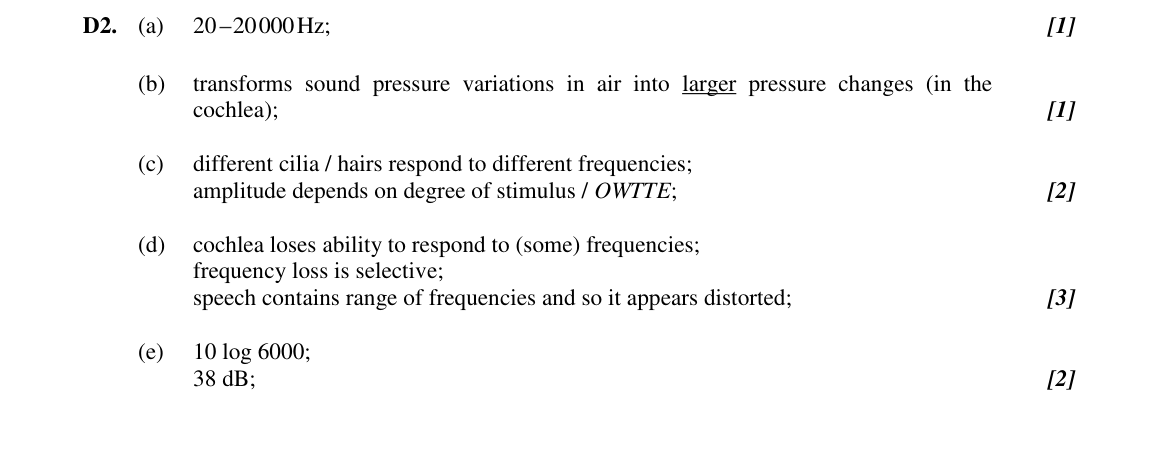 D2. (a) 20–20000Hz; [1]
(b) transforms sound pressure variations in air into larger pressure changes (in the
cochlea); [1]
(c) different cilia / hairs respond to different frequencies;
amplitude depends on degree of stimulus / OWTTE; [2]
(d) cochlea loses ability to respond to (some) frequencies;
frequency loss is selective;
speech contains range of frequencies and so it appears distorted; [3]
(e) 10 log 6000;
38 dB; [2]